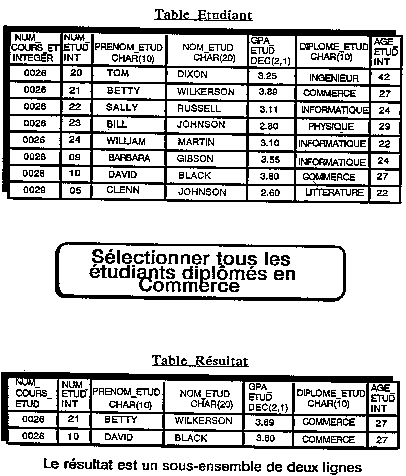 Table_Etudiant
NUM_ COURS_ET INTEGER NUM ETUD INT PRENOM_ETUD CHAR(10) NOM_ETUD CHAR(20) GPA ETUD DEC(2,1) DIPLOME_ETUD CHAR(10) AGE ETUD INT
0026 20 TOM DIXON 3.25 INGENIEUR 42
0026 21 BETTY WILKERSON 3.89 COMMERCE 27
0026 22 SALLY RUSSELL 3.11 INFORMATIQUE 24
0026 23 BILL JOHNSON 2.80 PHYSIQUE 29
0026 24 WILLIAM MARTIN 3.10 INFORMATIQUE 22
0028 09 BARBARA GIBSON 3.55 INFORMATIQUE 24
0028 10 DAVID BLACK 3.80 COMMERCE 27
0029 05 CLENN JOHNSON 2.60 LITTERATURE 22
Sélectionner tous les
étudiants diplômés en
Commerce
Table_Résultat
NUM_ COURS_ ETUD NUM ETUD INT PRENOM_ETUD CHAR(10) NOM_ETUD CHAR(20) GPA ETUD DEC(2,1) DIPLOME_ETUD CHAR(10) AGE ETUD INT
0026 21 BETTY WILKERSON 3.89 COMMERCE 27
0028 10 DAVID BLACK 3.80 COMMERCE 27
Le résultat est un sous-ensemble de deux lignes